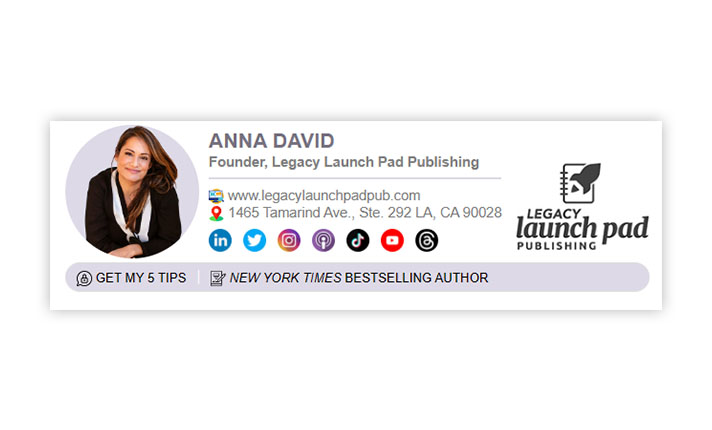 ANNA DAVID
Founder, Legacy Launch Pad Publishing
www.legacylaunchpadpub.com
1465 Tamarind Ave., Ste. 292 LA, CA 90028
LEGACY
launch pad
PUBLISHING
GET MY 5 TIPS
NEW YORK TIMES BESTSELLING AUTHOR